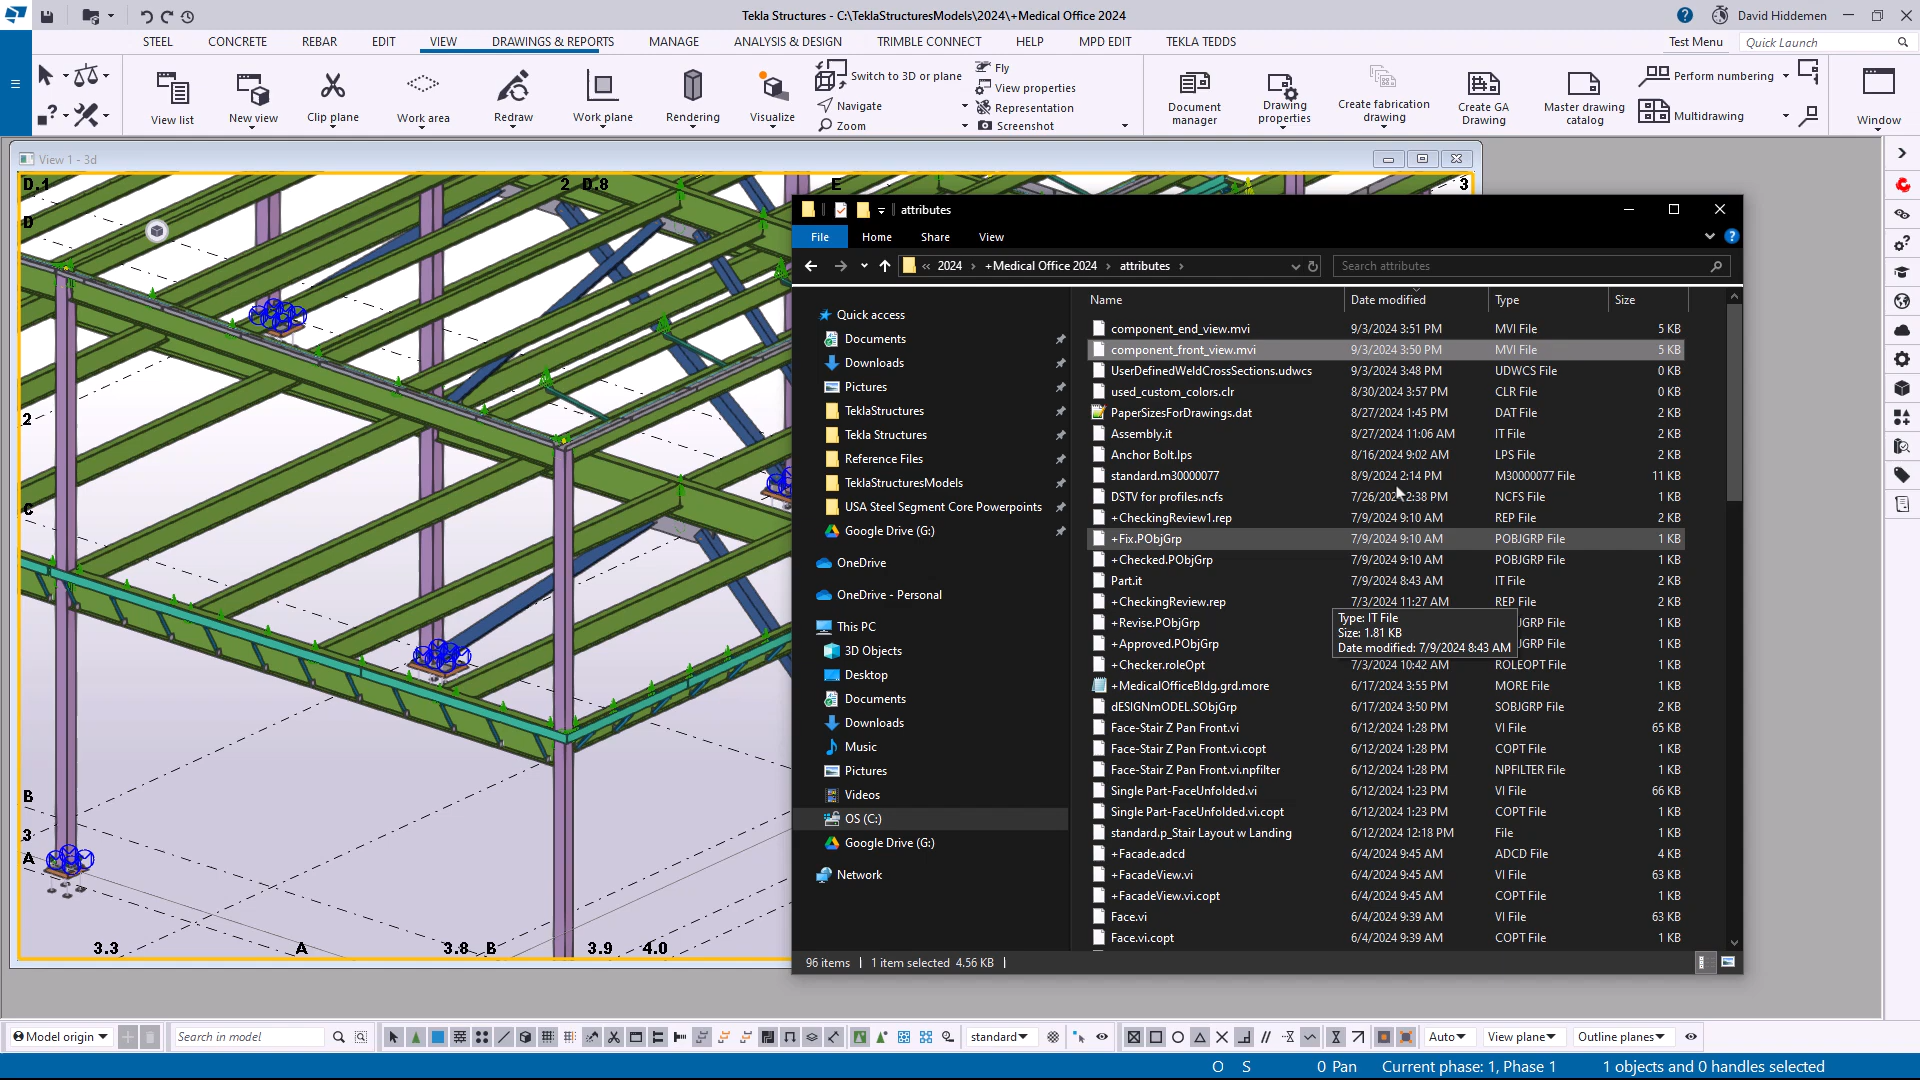 Tekla Structures - C:\TeklaStructuresModels\2024\+Medical Office 2024
David Hiddemen
STEEL CONCRETE REBAR EDIT VIEW DRAWINGS & REPORTS MANAGE ANALYSIS & DESIGN TRIMBLE CONNECT HELP MPD EDIT TEKLA TEDDS Test Menu Quick Launch
View list
New view
Clip plane
Work area
Redraw
Work plane
Rendering
Visualize
Switch to 3D or plane
Navigate
Zoom
Fly
View properties
Representation
Screenshot
Document manager
Drawing properties
Create fabrication drawing
Create GA Drawing
Master drawing catalog
Perform numbering
Multidrawing
Window
View 1 - 3d
D.1 2 D.8 E 3
D
2
C
B
3
A
3.3 A 3.8 B 3.9 4.0
attributes
File Home Share View
« 2024 › +Medical Office 2024 › attributes ›
Search attributes
Quick access
Documents
Downloads
Pictures
TeklaStructures
Tekla Structures
Reference Files
TeklaStructuresModels
USA Steel Segment Core Powerpoints
Google Drive (G:)
OneDrive
OneDrive - Personal
This PC
3D Objects
Desktop
Documents
Downloads
Music
Pictures
Videos
OS (C:)
Google Drive (G:)
Network
Name Date modified Type Size
component_end_view.mvi 9/3/2024 3:51 PM MVI File 5 KB
component_front_view.mvi 9/3/2024 3:50 PM MVI File 5 KB
UserDefinedWeldCrossSections.udwcs 9/3/2024 3:48 PM UDWCS File 0 KB
used_custom_colors.clr 8/30/2024 3:57 PM CLR File 0 KB
PaperSizesForDrawings.dat 8/27/2024 1:45 PM DAT File 2 KB
Assembly.it 8/27/2024 11:06 AM IT File 2 KB
Anchor Bolt.lps 8/16/2024 9:02 AM LPS File 2 KB
standard.m30000077 8/9/2024 2:14 PM M30000077 File 11 KB
DSTV for profiles.ncfs 7/26/2024 2:38 PM NCFS File 1 KB
+CheckingReview1.rep 7/9/2024 9:10 AM REP File 2 KB
+Fix.PObjGrp 7/9/2024 9:10 AM POBJGRP File 1 KB
+Checked.PObjGrp 7/9/2024 9:10 AM POBJGRP File 1 KB
Part.it 7/9/2024 8:43 AM IT File 2 KB
+CheckingReview.rep 7/3/2024 11:27 AM REP File 2 KB
+Revise.PObjGrp JGRP File 1 KB
+Approved.PObjGrp JGRP File 1 KB
Type: IT File
Size: 1.81 KB
Date modified: 7/9/2024 8:43 AM
+Checker.roleOpt 7/3/2024 10:42 AM ROLEOPT File 1 KB
+MedicalOfficeBldg.grd.more 6/17/2024 3:55 PM MORE File 1 KB
dESIGNmODEL.SObjGrp 6/17/2024 3:50 PM SOBJGRP File 2 KB
Face-Stair Z Pan Front.vi 6/12/2024 1:28 PM VI File 65 KB
Face-Stair Z Pan Front.vi.copt 6/12/2024 1:28 PM COPT File 1 KB
Face-Stair Z Pan Front.vi.npfilter 6/12/2024 1:28 PM NPFILTER File 1 KB
Single Part-FaceUnfolded.vi 6/12/2024 1:23 PM VI File 66 KB
Single Part-FaceUnfolded.vi.copt 6/12/2024 1:23 PM COPT File 1 KB
standard.p_Stair Layout w Landing 6/12/2024 12:18 PM File 1 KB
+Facade.adcd 6/4/2024 9:45 AM ADCD File 4 KB
+FacadeView.vi 6/4/2024 9:45 AM VI File 63 KB
+FacadeView.vi.copt 6/4/2024 9:45 AM COPT File 1 KB
Face.vi 6/4/2024 9:39 AM VI File 63 KB
Face.vi.copt 6/4/2024 9:39 AM COPT File 1 KB
96 items 1 item selected 4.56 KB
Model origin Search in model standard Auto View plane Outline planes
O S 0 Pan Current phase: 1, Phase 1 1 objects and 0 handles selected